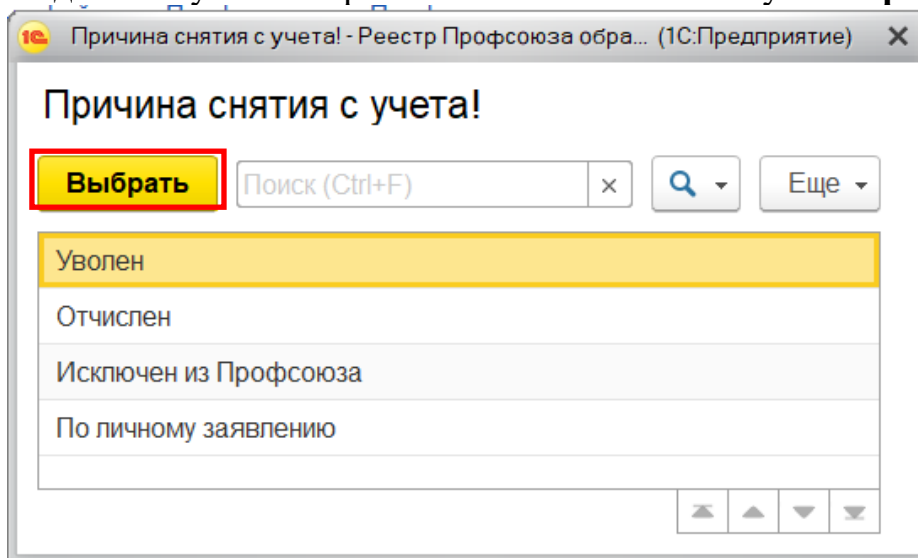 1С Причина снятия с учета! - Реестр Профсоюза обра... (1С:Предприятие)
Причина снятия с учета!
Выбрать Поиск (Ctrl+F) × Еще
Уволен
Отчислен
Исключен из Профсоюза
По личному заявлению